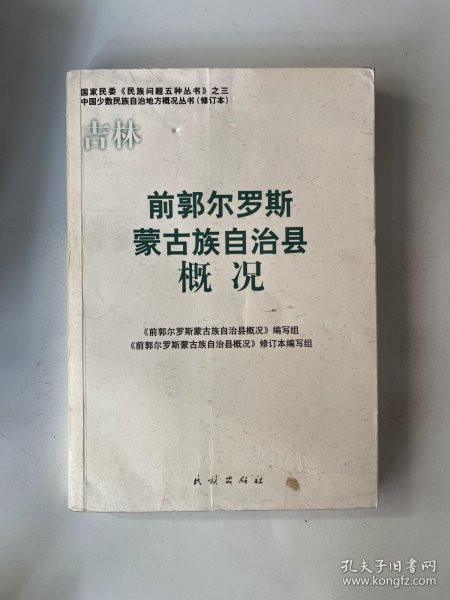 国家民委《民族问题五种丛书》之三
中国少数民族自治地方概况丛书(修订本)
吉林
前郭尔罗斯
蒙古族自治县
概况
《前郭尔罗斯蒙古族自治县概况》编写组
《前郭尔罗斯蒙古族自治县概况》修订本编写组
民族出版社
孔夫子旧书网
www.kongfz.com